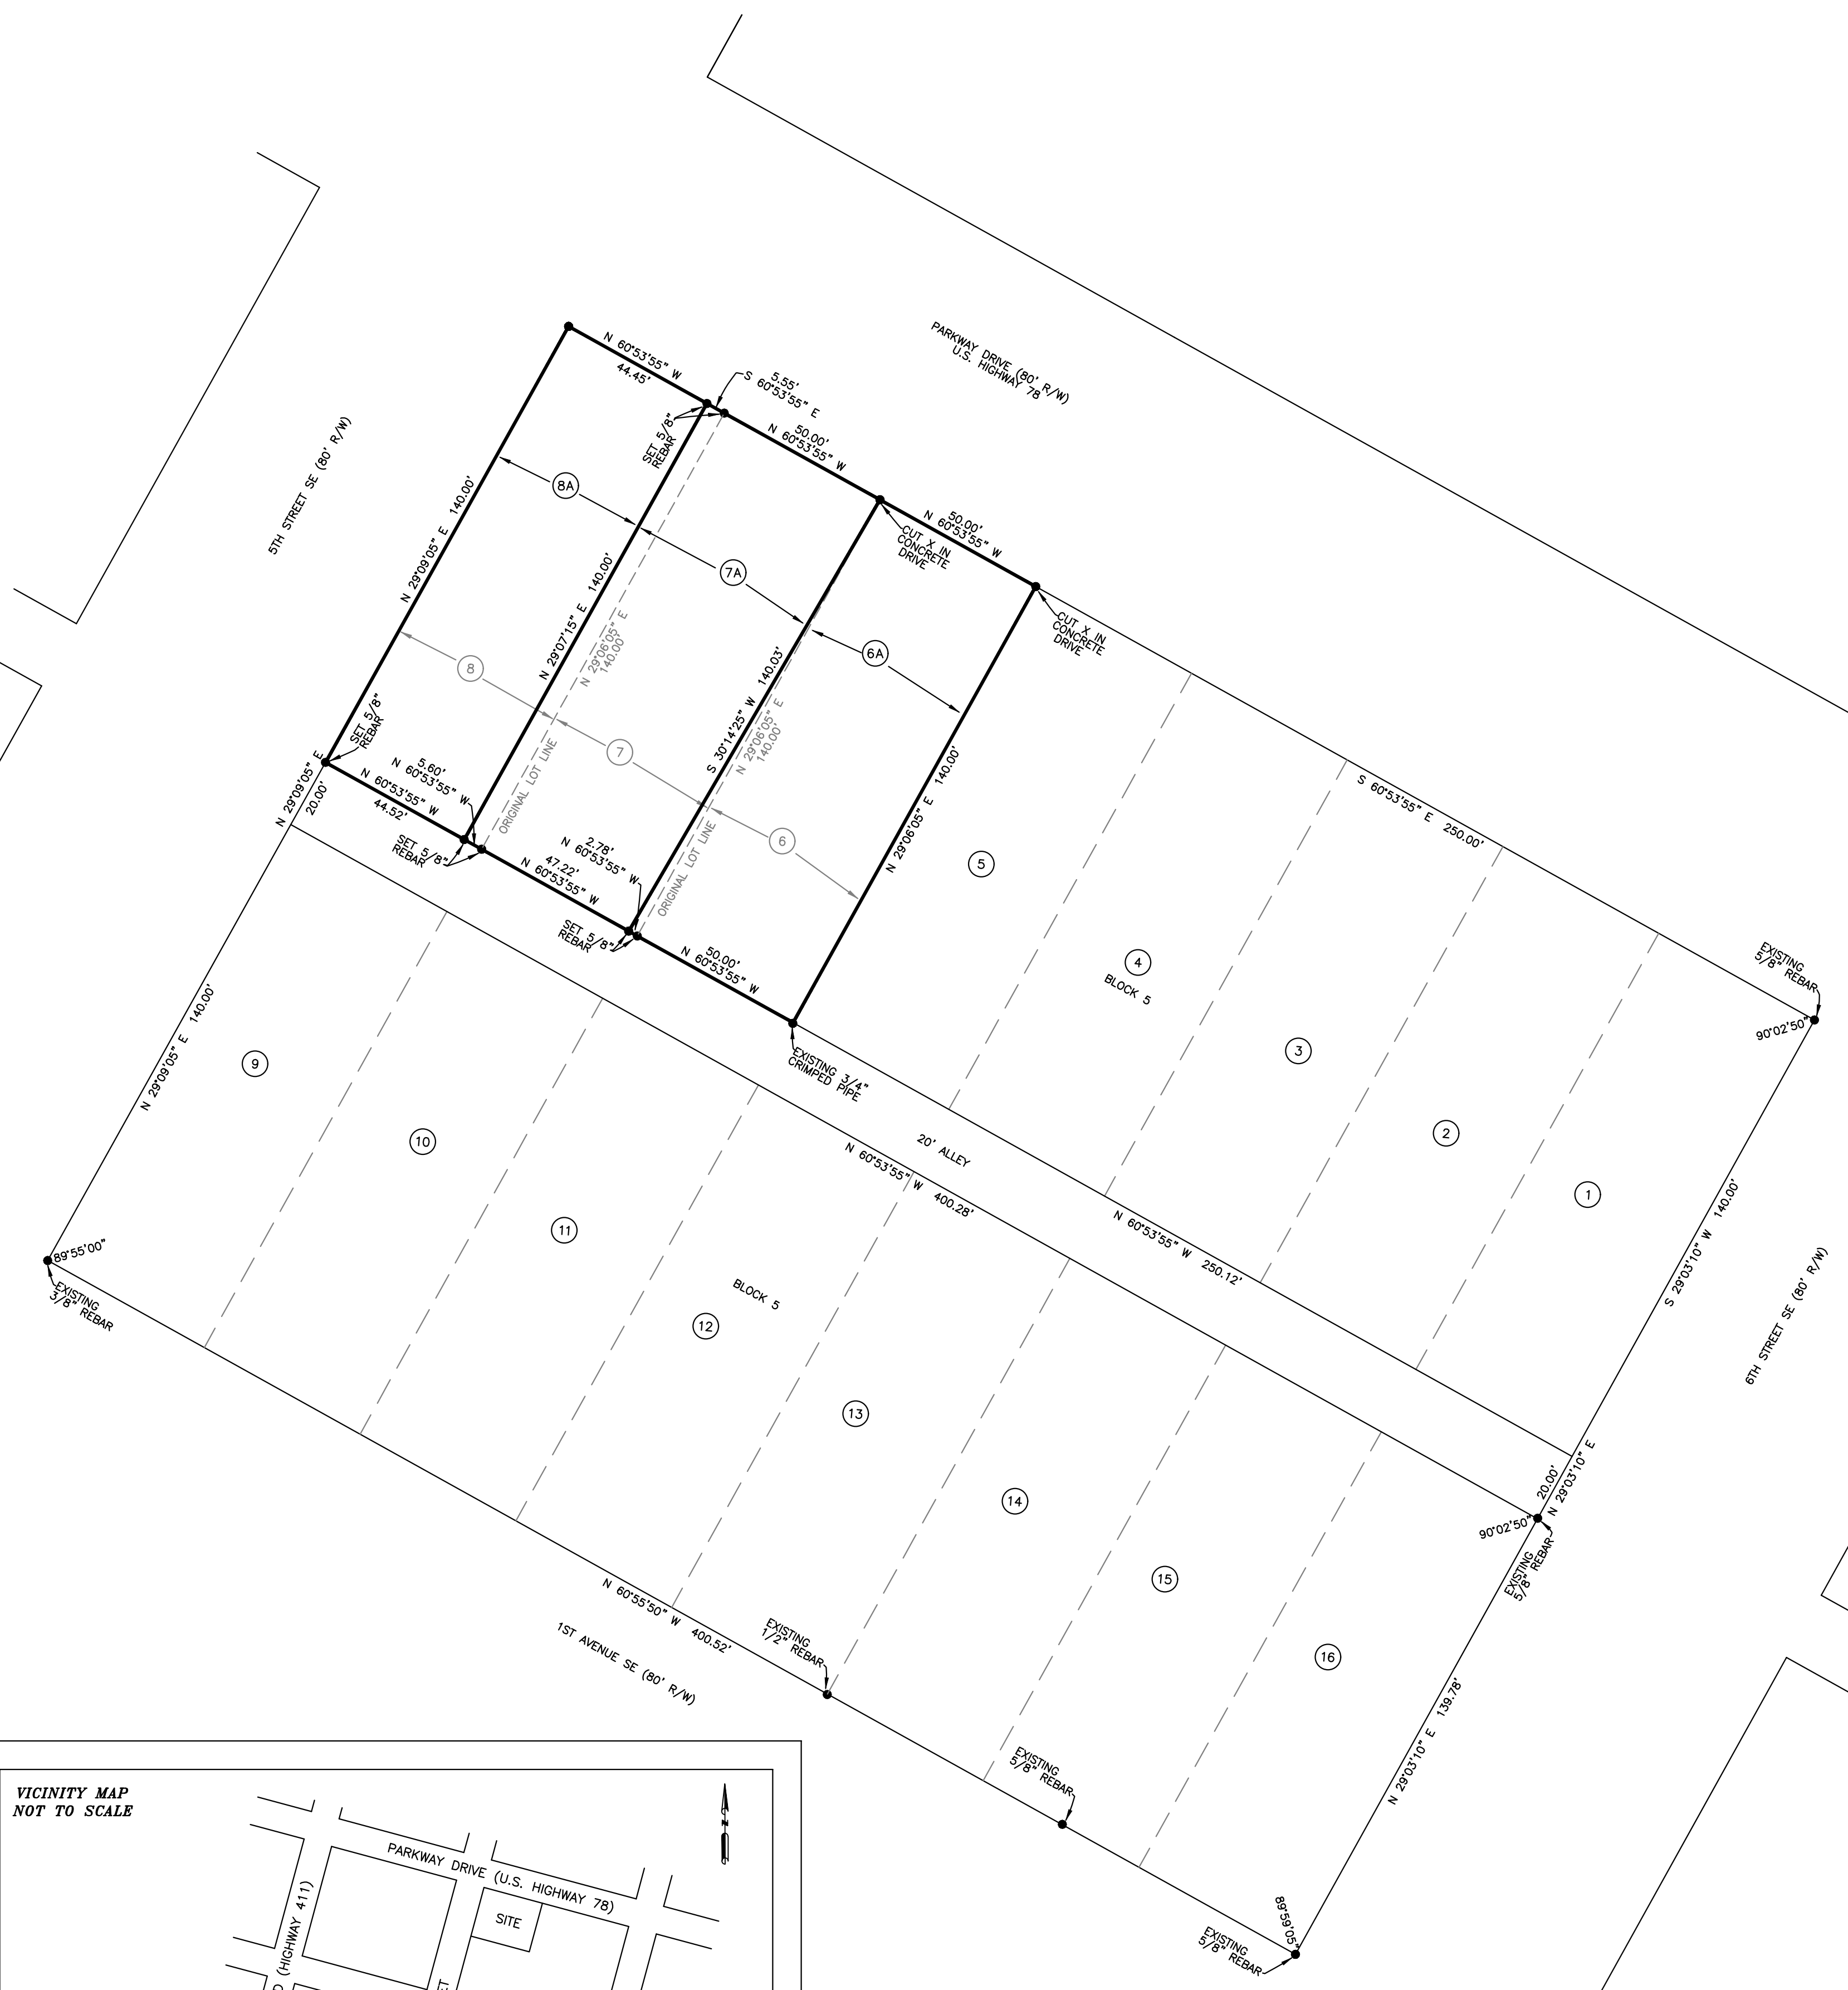 PARKWAY DRIVE (80' R/W)
U.S. HIGHWAY 78
N 60°53'55" W
44.45'
5.55'
S 60°53'55" E
50.00'
N 60°53'55" W
50.00'
N 60°53'55" W
SET 5/8"
REBAR
CUT X IN
CONCRETE
DRIVE
CUT X IN
CONCRETE
DRIVE
5TH STREET SE (80' R/W)
N 29°09'05" E 140.00'
8A
7A
6A
N 29°07'15" E 140.00'
N 29°06'05" E
140.00'
S 30°14'25" W 140.03'
N 29°06'05" E
140.00'
N 29°06'05" E 140.00'
8
7
6
ORIGINAL LOT LINE
ORIGINAL LOT LINE
SET 5/8"
REBAR
N 29°09'05" E
20.00'
5.60'
N 60°53'55" W
N 60°53'55" W
44.52'
SET 5/8"
REBAR
2.78'
N 60°53'55" W
47.22'
N 60°53'55" W
SET 5/8"
REBAR
50.00'
N 60°53'55" W
EXISTING 3/4"
CRIMPED PIPE
S 60°53'55" E 250.00'
5
4
BLOCK 5
3
2
1
EXISTING
5/8" REBAR
90°02'50"
S 29°03'10" W 140.00'
6TH STREET SE (80' R/W)
20' ALLEY
N 60°53'55" W 400.28'
N 60°53'55" W 250.12'
20.00'
N 29°03'10" E
90°02'50"
EXISTING
5/8" REBAR
N 29°09'05" E 140.00'
9
10
11
BLOCK 5
12
13
14
15
16
89°55'00"
EXISTING
3/8" REBAR
N 60°55'50" W 400.52'
1ST AVENUE SE (80' R/W)
EXISTING
1/2" REBAR
EXISTING
5/8" REBAR
N 29°03'10" E 139.78'
89°59'05"
EXISTING
5/8" REBAR
VICINITY MAP
NOT TO SCALE
N
PARKWAY DRIVE (U.S. HIGHWAY 78)
SITE
(HIGHWAY 411)